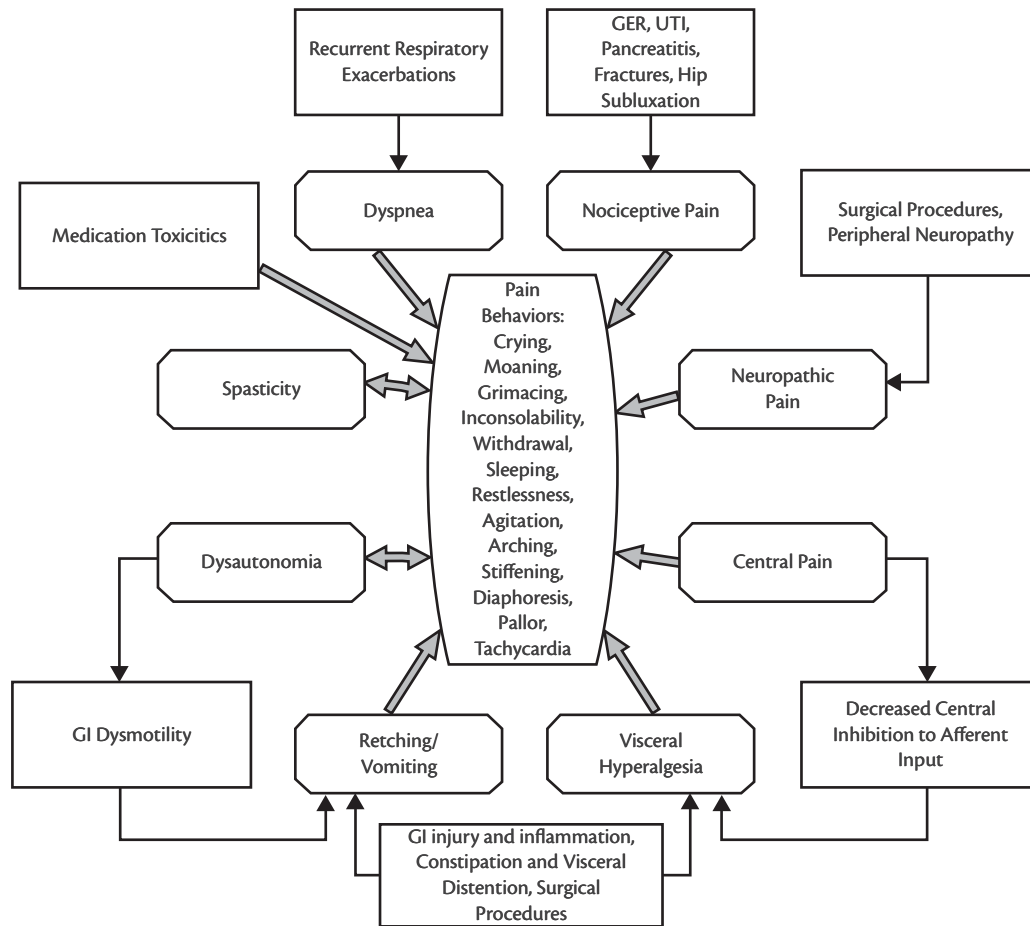 Recurrent Respiratory
Exacerbations
GER, UTI,
Pancreatitis,
Fractures, Hip
Subluxation
Medication Toxicitics
Dyspnea
Nociceptive Pain
Surgical Procedures,
Peripheral Neuropathy
Pain
Behaviors:
Crying,
Moaning,
Grimacing,
Inconsolability,
Withdrawal,
Sleeping,
Restlessness,
Agitation,
Arching,
Stiffening,
Diaphoresis,
Pallor,
Tachycardia
Spasticity
Neuropathic
Pain
Dysautonomia
Central Pain
GI Dysmotility
Retching/
Vomiting
Visceral
Hyperalgesia
Decreased Central
Inhibition to Afferent
Input
GI injury and inflammation,
Constipation and Visceral
Distention, Surgical
Procedures